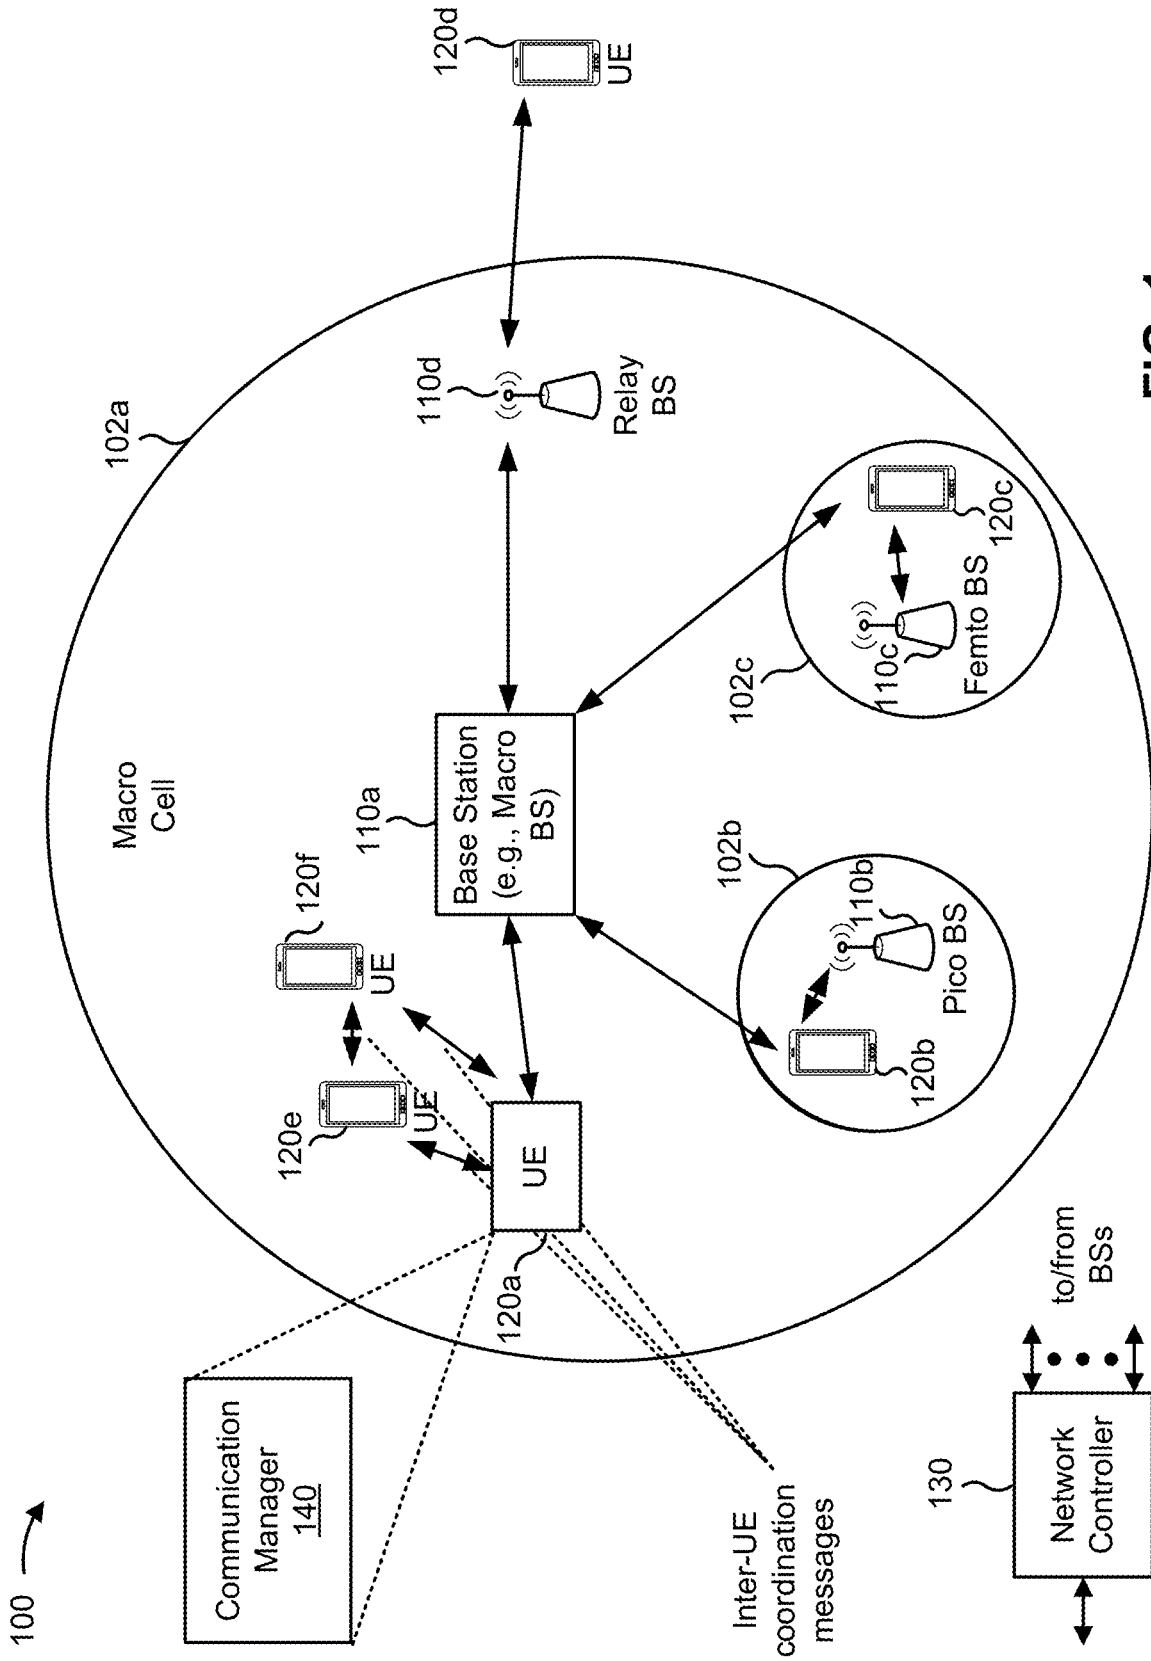 100
Communication
Manager
140
102a
Macro
Cell
120e
UE
120f
UE
120a
UE
110a
Base Station
(e.g., Macro
BS)
110d
Relay
BS
120d
UE
Inter-UE
coordination
messages
102b
110b
Pico BS
120b
102c
110c
Femto BS
120c
130
Network
Controller
to/from
BSs